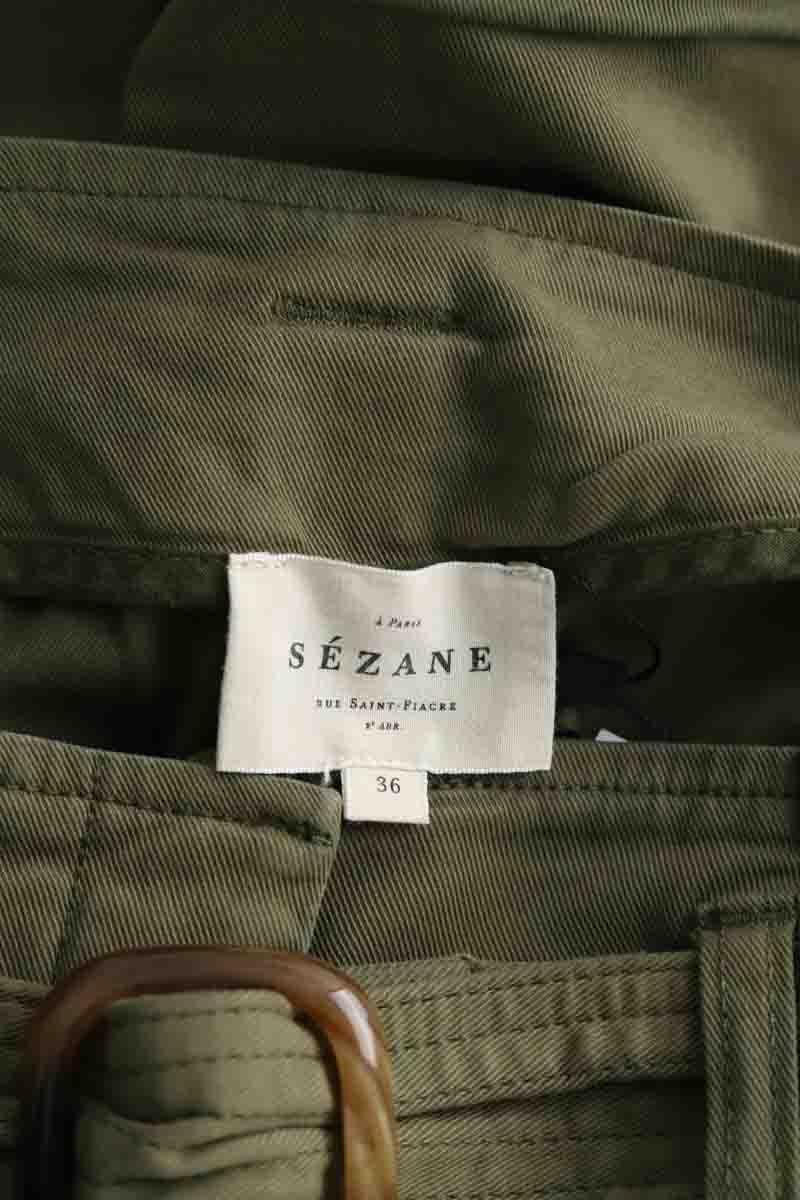 à Paris
SÉZANE
RUE SAINT-FIACRE
2e ARR.
36